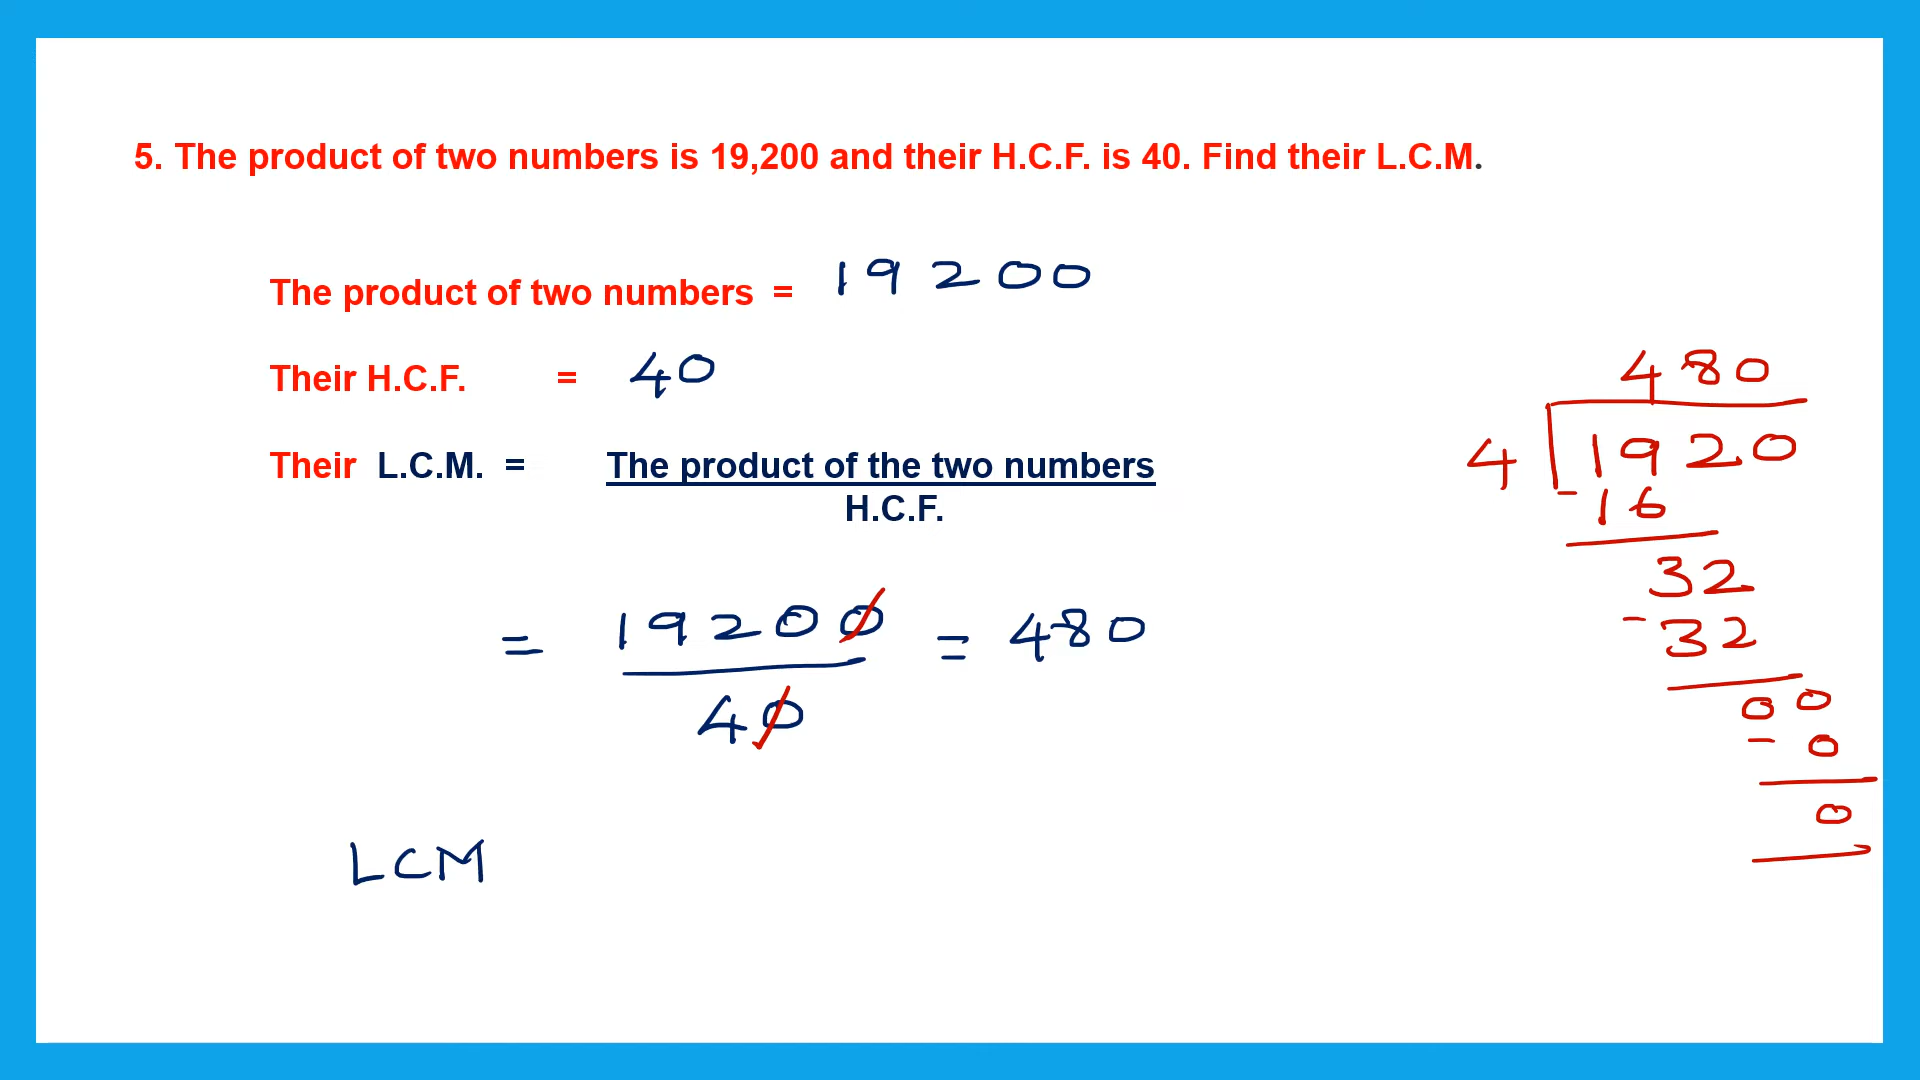 5. The product of two numbers is 19,200 and their H.C.F. is 40. Find their L.C.M.
The product of two numbers = 19200
Their H.C.F. = 40
Their L.C.M. = The product of the two numbers
H.C.F.
= 19200 = 480
40
LCM
480
4 1920
- 16
32
- 32
00
- 0
0